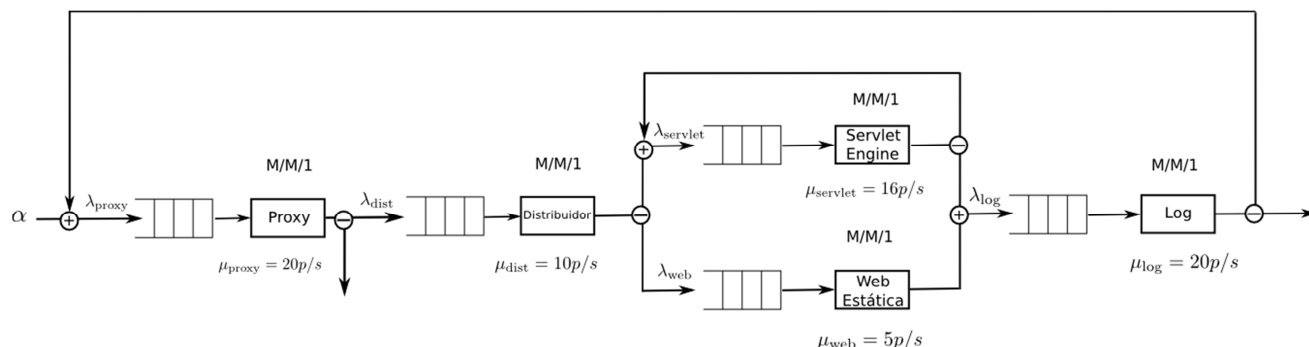 α
+
λproxy
M/M/1
Proxy
μproxy = 20p/s
−
λdist
M/M/1
Distribuidor
μdist = 10p/s
−
+
λservlet
M/M/1
Servlet
Engine
μservlet = 16p/s
−
λweb
M/M/1
Web
Estática
μweb = 5p/s
+
λlog
M/M/1
Log
μlog = 20p/s
−